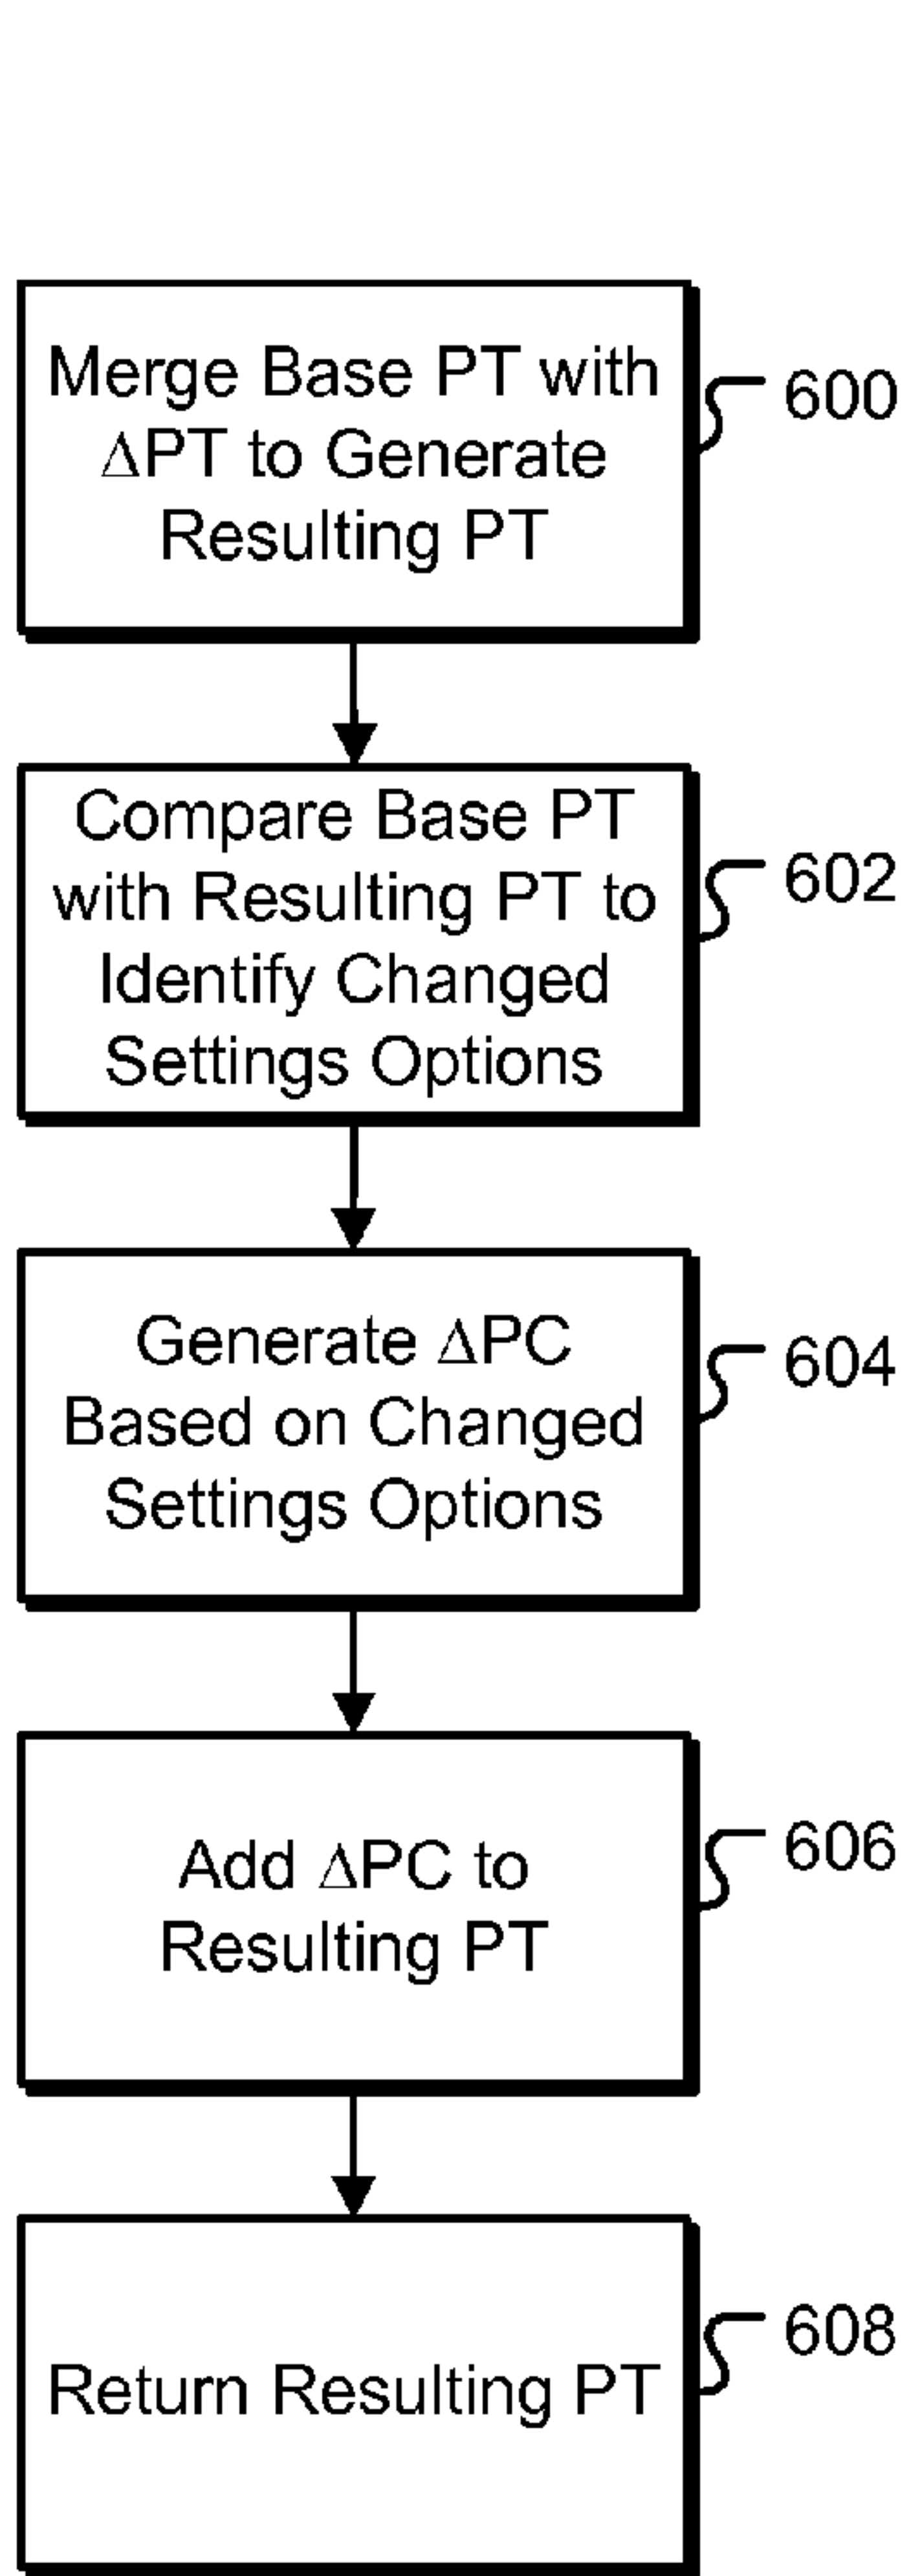 Merge Base PT with
ΔPT to Generate
Resulting PT
600
Compare Base PT
with Resulting PT to
Identify Changed
Settings Options
602
Generate ΔPC
Based on Changed
Settings Options
604
Add ΔPC to
Resulting PT
606
Return Resulting PT
608